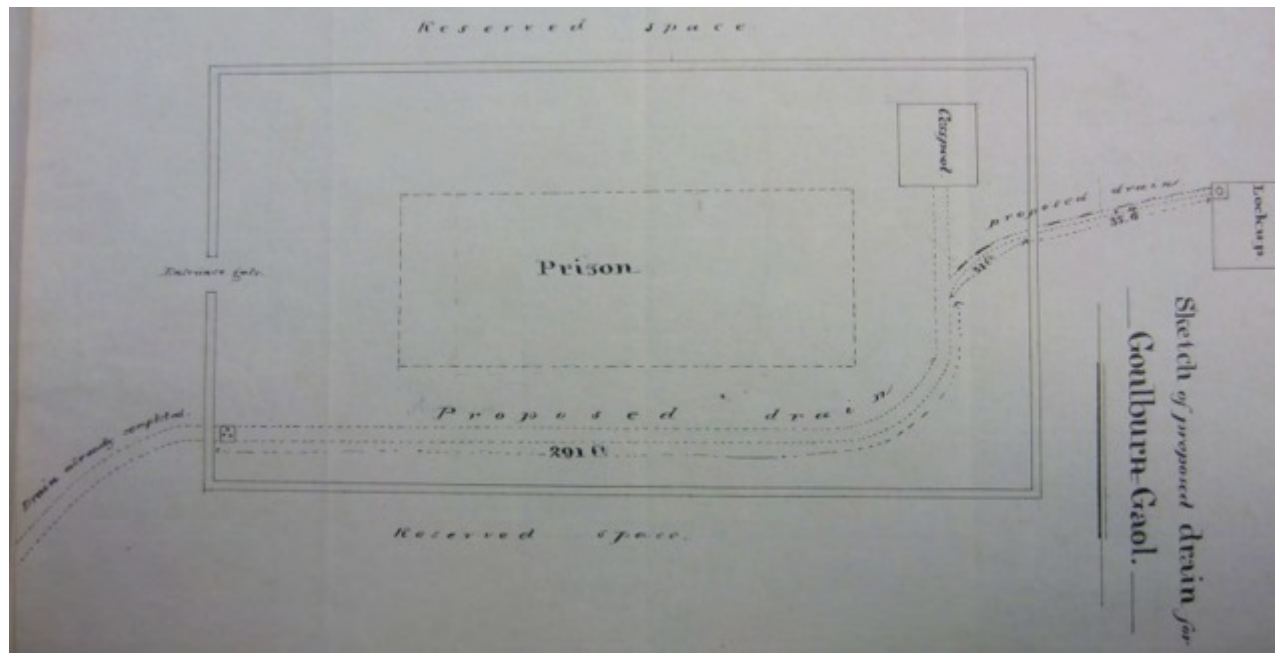 Reserved space
Cesspool
Lockup
proposed drain
Prison
Entrance gate.
Sketch of proposed drain for
Goulburn Gaol.
Proposed drain
291 ft
Drain already completed
Reserved space.